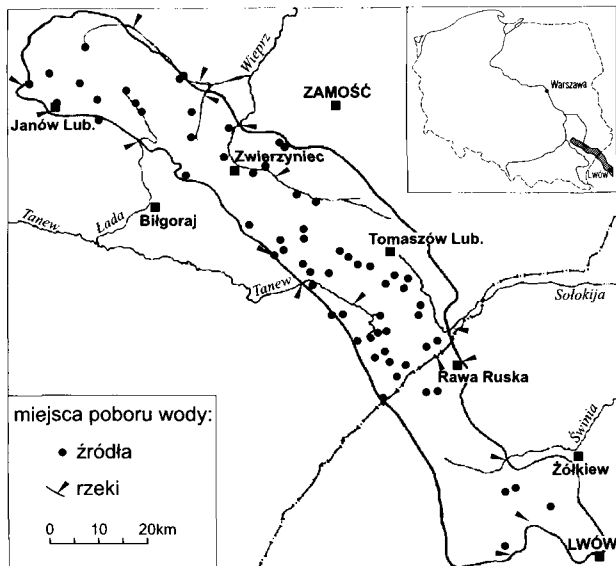 Wieprz
ZAMOŚĆ
Warszawa
Lwów
Janów Lub.
Zwierzyniec
Tanew
Łada
Biłgoraj
Tomaszów Lub.
Tanew
Sołokija
Rawa Ruska
miejsca poboru wody:
źródła
rzeki
0 10 20km
Świnia
Żółkiew
LWÓW